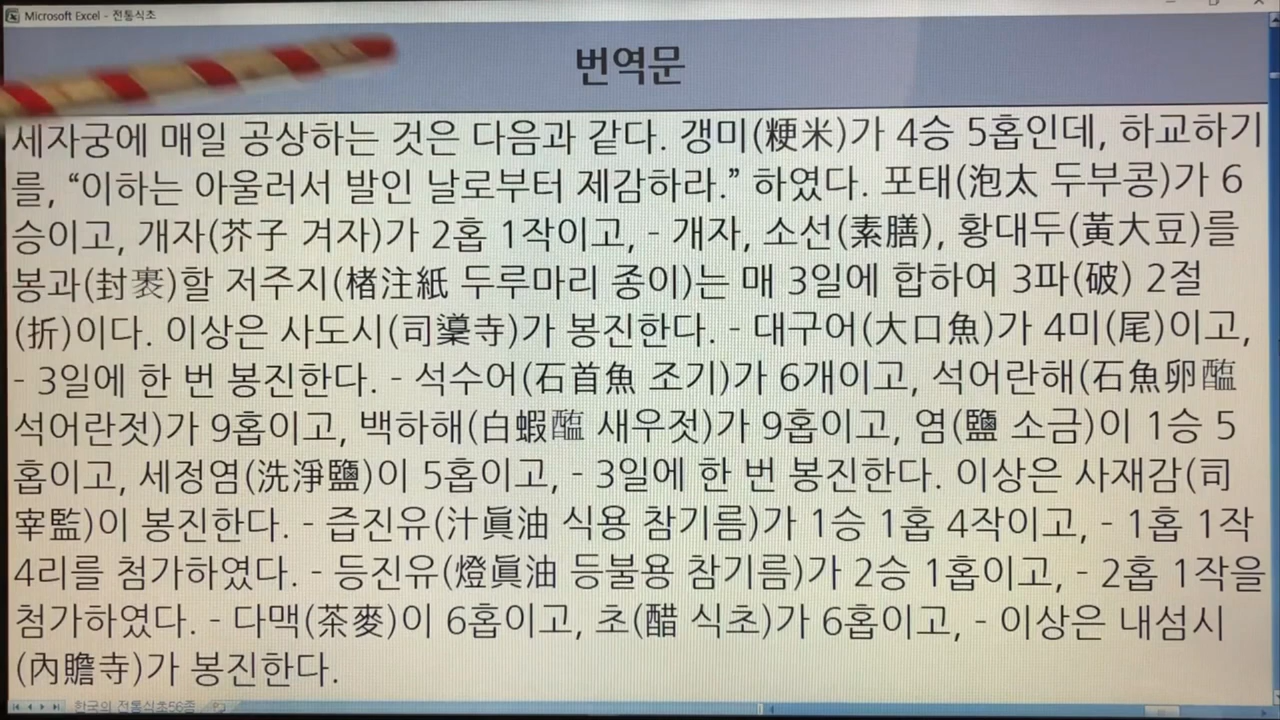 Microsoft Excel - 전통식초
번역문
세자궁에 매일 공상하는 것은 다음과 같다. 갱미(粳米)가 4승 5홉인데, 하교하기
를, “이하는 아울러서 발인 날로부터 제감하라.” 하였다. 포태(泡太 두부콩)가 6
승이고, 개자(芥子 겨자)가 2홉 1작이고, - 개자, 소선(素膳), 황대두(黃大豆)를
봉과(封裹)할 저주지(楮注紙 두루마리 종이)는 매 3일에 합하여 3파(破) 2절
(折)이다. 이상은 사도시(司䆃寺)가 봉진한다. - 대구어(大口魚)가 4미(尾)이고,
- 3일에 한 번 봉진한다. - 석수어(石首魚 조기)가 6개이고, 석어란해(石魚卵醢
석어란젓)가 9홉이고, 백하해(白蝦醢 새우젓)가 9홉이고, 염(鹽 소금)이 1승 5
홉이고, 세정염(洗淨鹽)이 5홉이고, - 3일에 한 번 봉진한다. 이상은 사재감(司
宰監)이 봉진한다. - 즙진유(汁眞油 식용 참기름)가 1승 1홉 4작이고, - 1홉 1작
4리를 첨가하였다. - 등진유(燈眞油 등불용 참기름)가 2승 1홉이고, - 2홉 1작을
첨가하였다. - 다맥(茶麥)이 6홉이고, 초(醋 식초)가 6홉이고, - 이상은 내섬시
(內贍寺)가 봉진한다.
한국의 전통식초56종